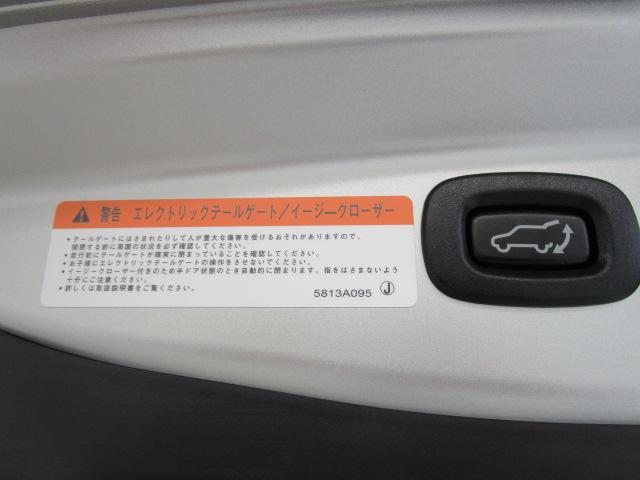 警告 エレクトリックテールゲート／イージークローザー
*テールゲートにはさまれたりして人が重大な傷害を受けるおそれがありますので、
開閉する前に周囲の状況を必ず確認してください。
*走行前にテールゲートが確実に閉まっていることを確認してください。
*お子様にエレクトリックテールゲートの操作をさせないでください。
*イージークローザー付きのため半ドア状態のとき自動的に閉まります。指をはさまないよう
十分にご注意ください。
*詳しくは取扱説明書をご覧ください。
5813A095 Ⓙ